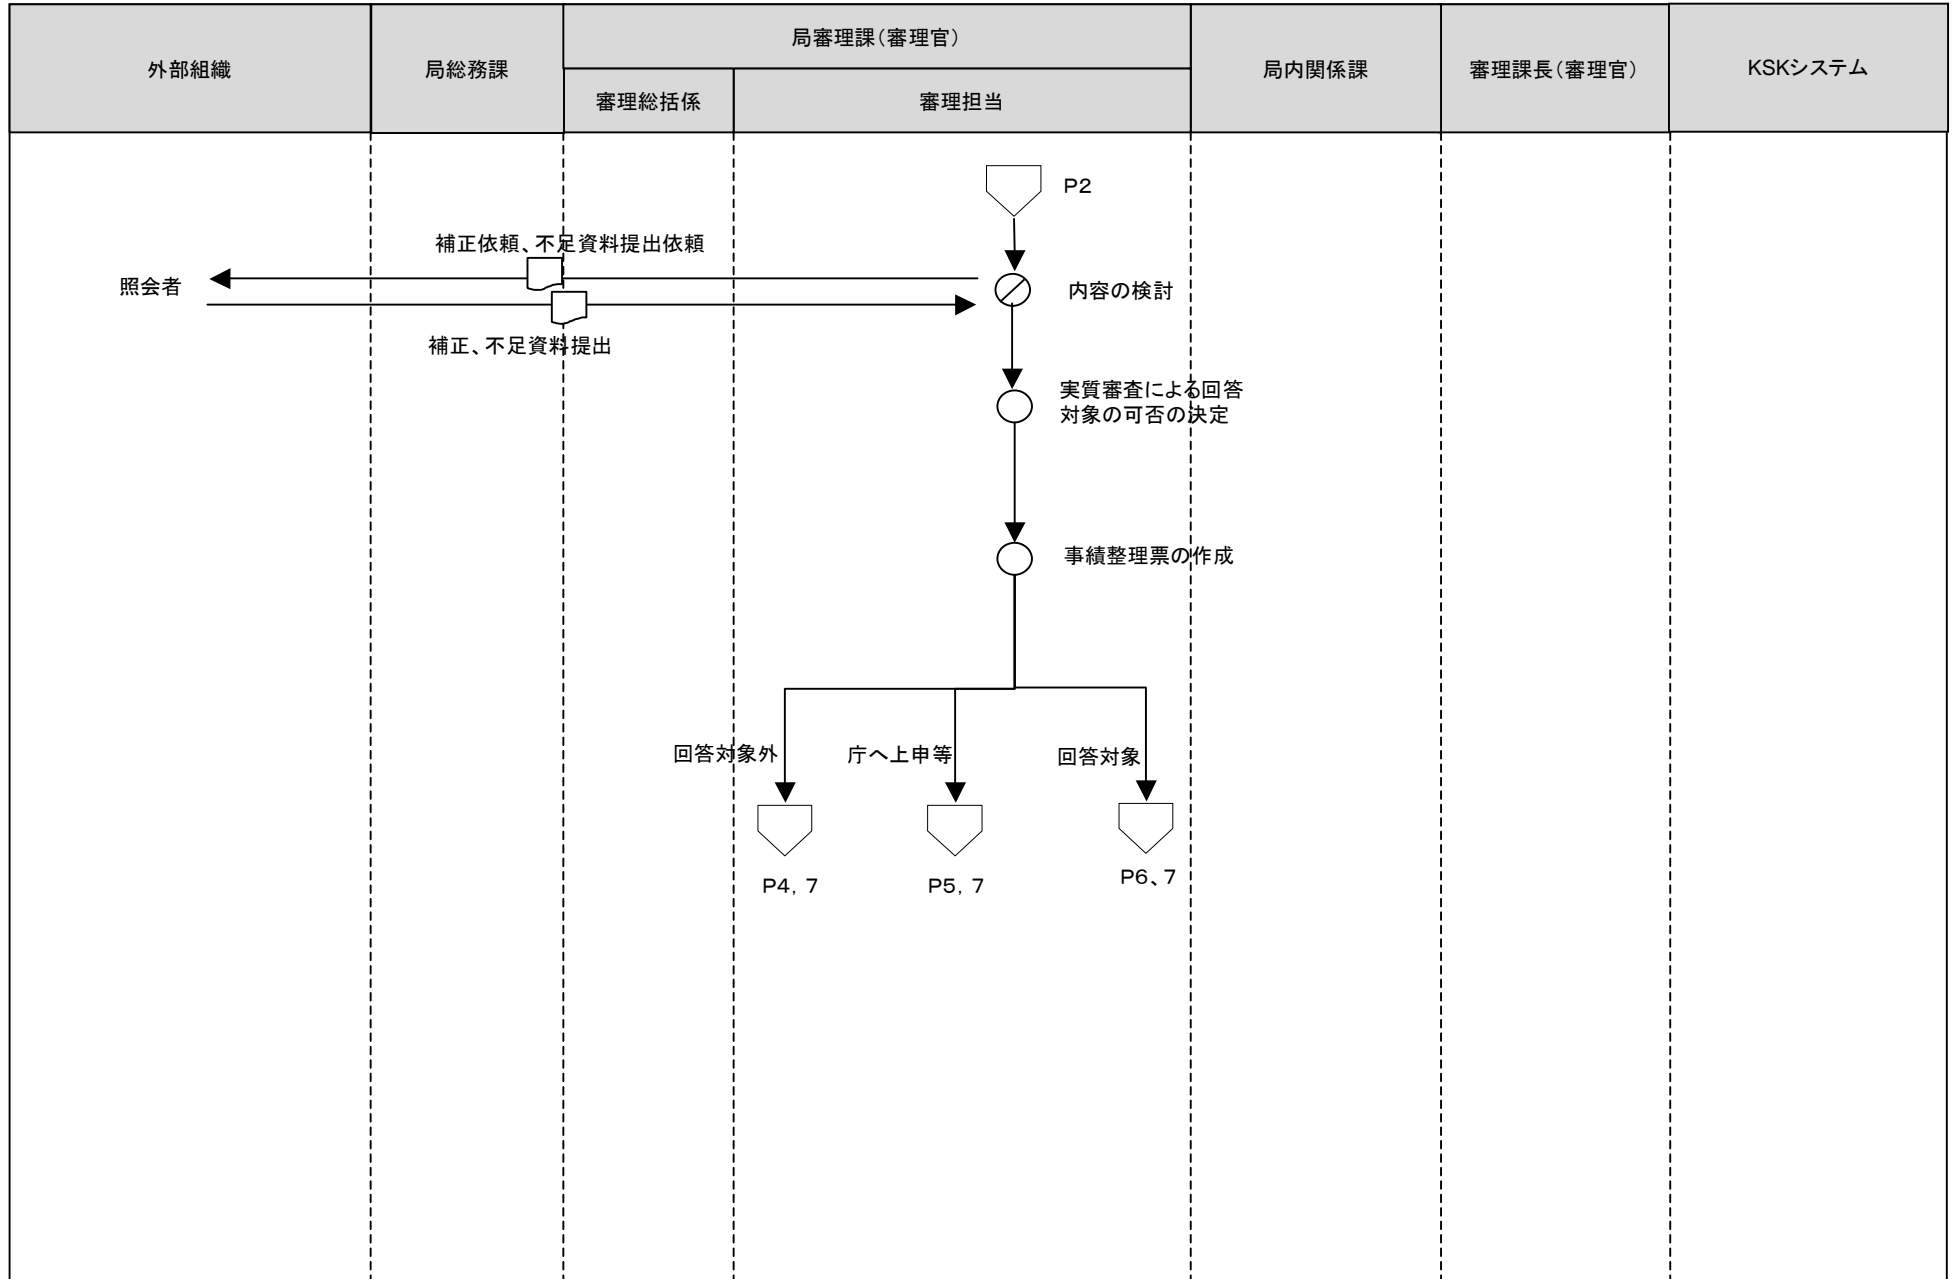 外部組織
局総務課
局審理課（審理官）
審理総括係
審理担当
局内関係課
審理課長（審理官）
KSKシステム
P2
補正依頼、不足資料提出依頼
照会者
内容の検討
補正、不足資料提出
実質審査による回答
対象の可否の決定
事績整理票の作成
回答対象外
庁へ上申等
回答対象
P4，7
P5，7
P6、7